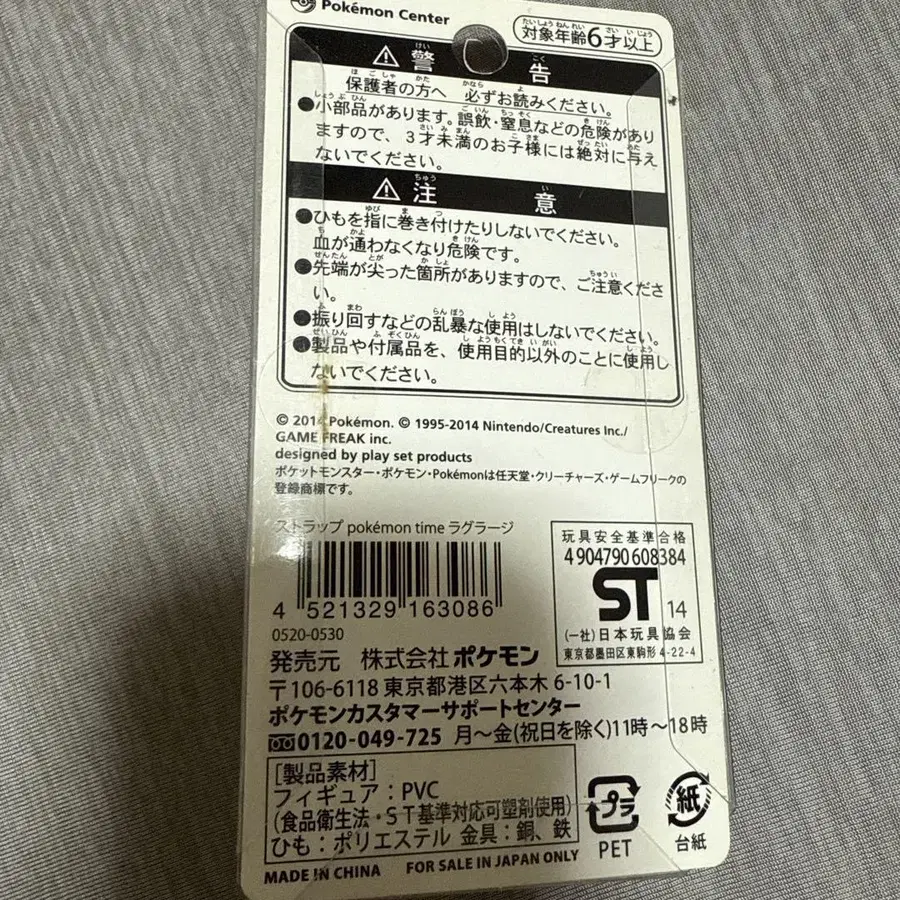 Pokémon Center
対象年齢6才以上
警告
保護者の方へ 必ずお読みください。
●小部品があります。誤飲・窒息などの危険があり
ますので、3才未満のお子様には絶対に与え
ないでください。
注意
●ひもを指に巻き付けたりしないでください。
血が通わなくなり危険です。
●先端が尖った箇所がありますので、ご注意くださ
い。
●振り回すなどの乱暴な使用はしないでください。
●製品や付属品を、使用目的以外のことに使用し
ないでください。
© 2014 Pokémon. © 1995-2014 Nintendo/Creatures Inc./
GAME FREAK inc.
designed by play set products
ポケットモンスター・ポケモン・Pokémonは任天堂・クリーチャーズ・ゲームフリークの
登録商標です。
ストラップ pokémon time ラグラージ
4 521329 163086
0520-0530
玩具安全基準合格
4 904790 608384
ST 14
(一社)日本玩具協会
東京都墨田区東駒形 4-22-4
発売元 株式会社ポケモン
〒106-6118 東京都港区六本木 6-10-1
ポケモンカスタマーサポートセンター
0120-049-725 月～金(祝日を除く)11時～18時
[製品素材]
フィギュア：PVC
(食品衛生法・ST基準対応可塑剤使用)
ひも：ポリエステル 金具：銅、鉄
プラ
PET
紙
台紙
MADE IN CHINA FOR SALE IN JAPAN ONLY